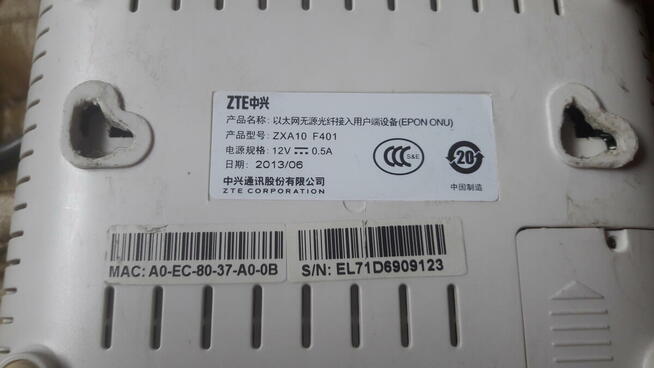 ZTE中兴
产品名称: 以太网无源光纤接入用户端设备(EPON ONU)
产品型号: ZXA10 F401
电源规格: 12V⎓0.5A
日期: 2013/06
中兴通讯股份有限公司
ZTE CORPORATION
CCC S&E
20
中国制造
MAC: A0-EC-80-37-A0-0B
S/N: EL71D6909123